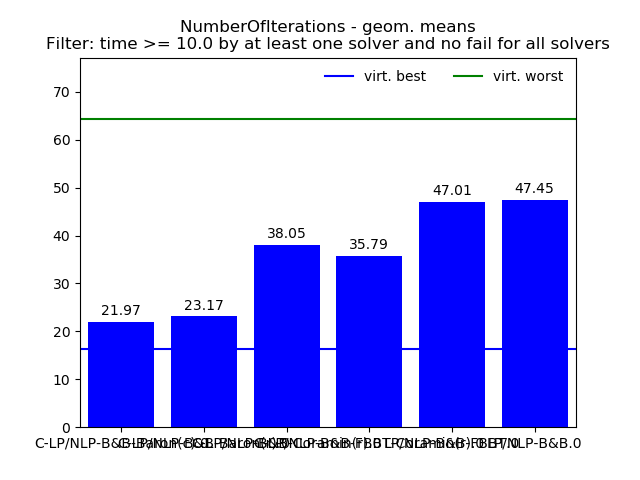 NumberOfIterations - geom. means
Filter: time >= 10.0 by at least one solver and no fail for all solvers
virt. best
virt. worst
70
60
50
40
30
20
10
0
21.97
23.17
38.05
35.79
47.01
47.45
C-LP/NLP-B&B
NLP-B&B.0